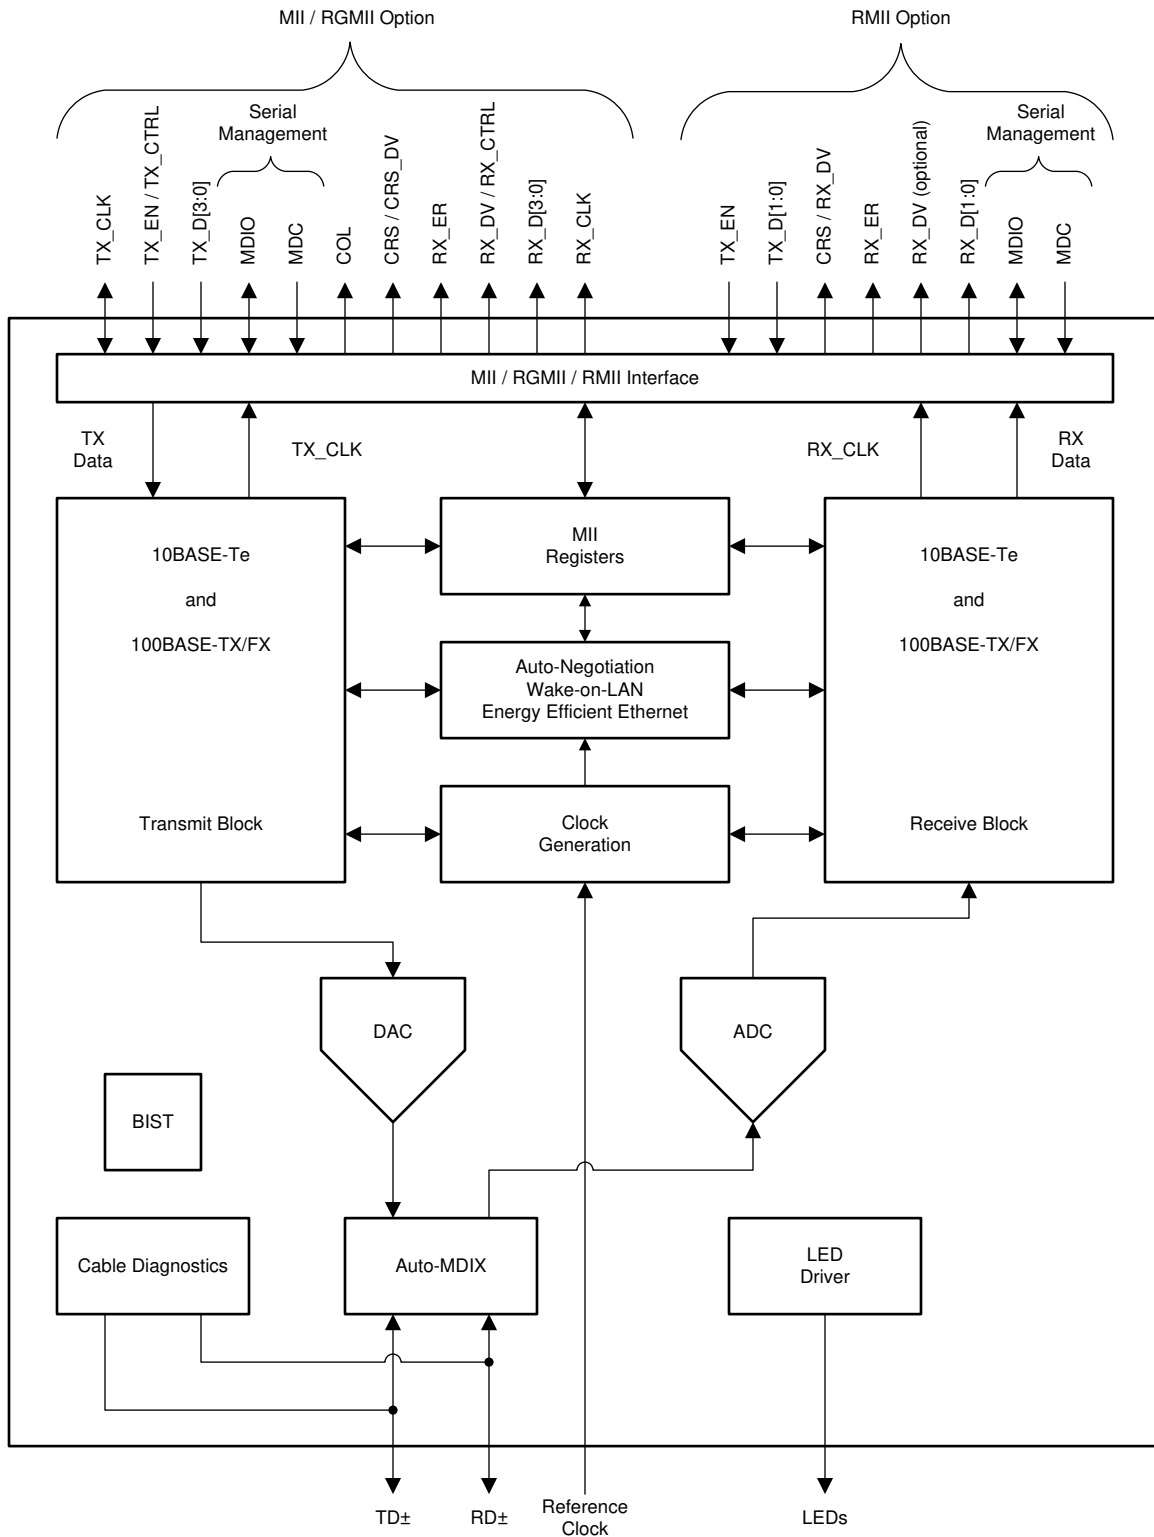 MII / RGMII Option
RMII Option
Serial
Management
Serial
Management
TX_CLK
TX_EN / TX_CTRL
TX_D[3:0]
MDIO
MDC
COL
CRS / CRS_DV
RX_ER
RX_DV / RX_CTRL
RX_D[3:0]
RX_CLK
TX_EN
TX_D[1:0]
CRS / RX_DV
RX_ER
RX_DV (optional)
RX_D[1:0]
MDIO
MDC
MII / RGMII / RMII Interface
TX
Data
TX_CLK
RX_CLK
RX
Data
10BASE-Te
and
100BASE-TX/FX
Transmit Block
MII
Registers
Auto-Negotiation
Wake-on-LAN
Energy Efficient Ethernet
Clock
Generation
10BASE-Te
and
100BASE-TX/FX
Receive Block
DAC
ADC
BIST
Cable Diagnostics
Auto-MDIX
LED
Driver
TD±
RD±
Reference
Clock
LEDs